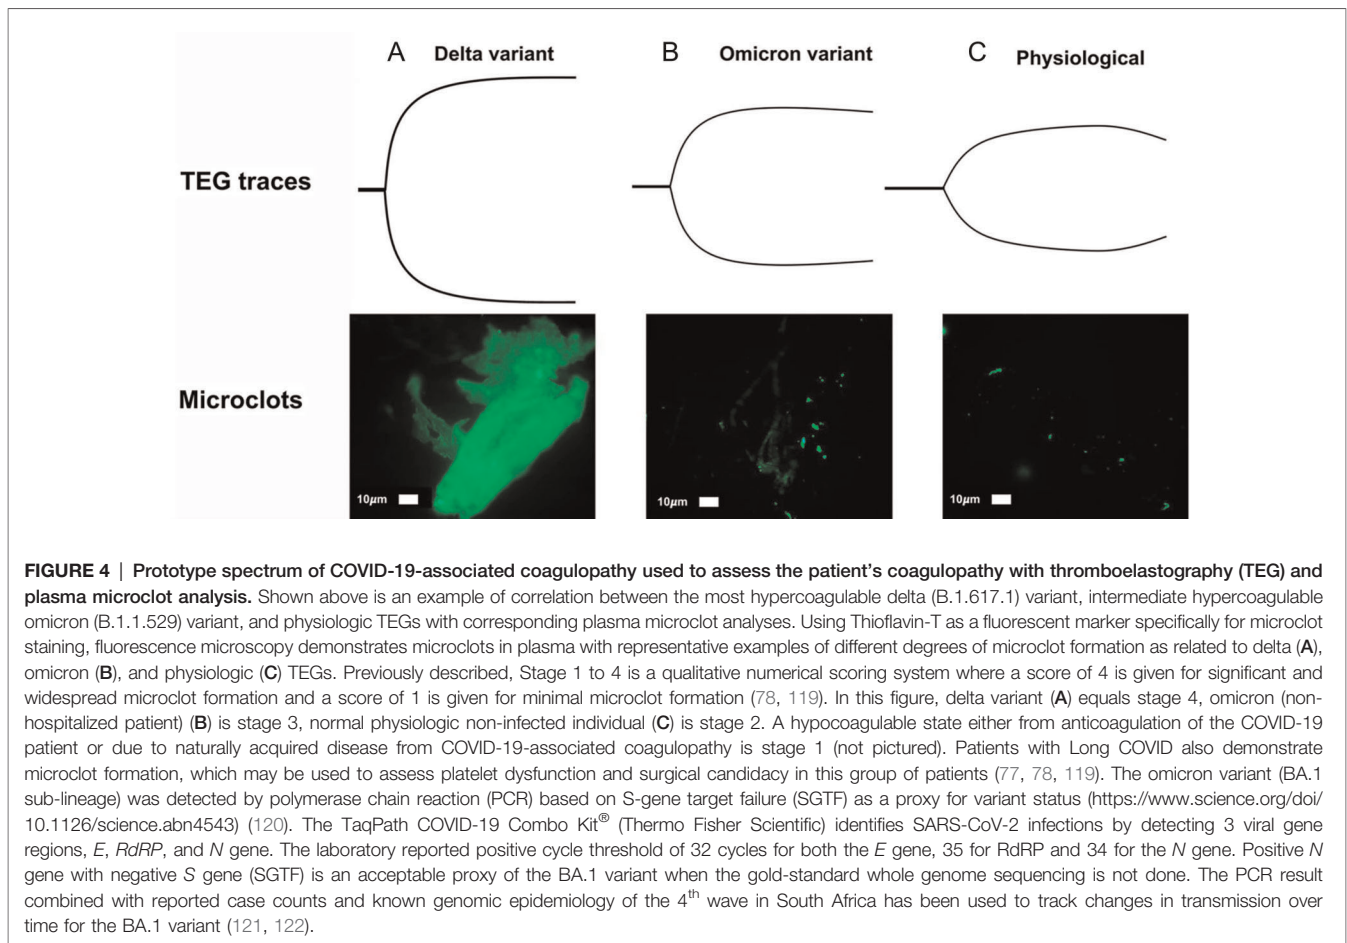 A Delta variant B Omicron variant C Physiological
TEG traces
Microclots
10µm 10µm 10µm
FIGURE 4 | Prototype spectrum of COVID-19-associated coagulopathy used to assess the patient's coagulopathy with thromboelastography (TEG) and
plasma microclot analysis. Shown above is an example of correlation between the most hypercoagulable delta (B.1.617.1) variant, intermediate hypercoagulable
omicron (B.1.1.529) variant, and physiologic TEGs with corresponding plasma microclot analyses. Using Thioflavin-T as a fluorescent marker specifically for microclot
staining, fluorescence microscopy demonstrates microclots in plasma with representative examples of different degrees of microclot formation as related to delta (A),
omicron (B), and physiologic (C) TEGs. Previously described, Stage 1 to 4 is a qualitative numerical scoring system where a score of 4 is given for significant and
widespread microclot formation and a score of 1 is given for minimal microclot formation (78, 119). In this figure, delta variant (A) equals stage 4, omicron (non-
hospitalized patient) (B) is stage 3, normal physiologic non-infected individual (C) is stage 2. A hypocoagulable state either from anticoagulation of the COVID-19
patient or due to naturally acquired disease from COVID-19-associated coagulopathy is stage 1 (not pictured). Patients with Long COVID also demonstrate
microclot formation, which may be used to assess platelet dysfunction and surgical candidacy in this group of patients (77, 78, 119). The omicron variant (BA.1
sub-lineage) was detected by polymerase chain reaction (PCR) based on S-gene target failure (SGTF) as a proxy for variant status (https://www.science.org/doi/
10.1126/science.abn4543) (120). The TaqPath COVID-19 Combo Kit® (Thermo Fisher Scientific) identifies SARS-CoV-2 infections by detecting 3 viral gene
regions, E, RdRP, and N gene. The laboratory reported positive cycle threshold of 32 cycles for both the E gene, 35 for RdRP and 34 for the N gene. Positive N
gene with negative S gene (SGTF) is an acceptable proxy of the BA.1 variant when the gold-standard whole genome sequencing is not done. The PCR result
combined with reported case counts and known genomic epidemiology of the 4th wave in South Africa has been used to track changes in transmission over
time for the BA.1 variant (121, 122).